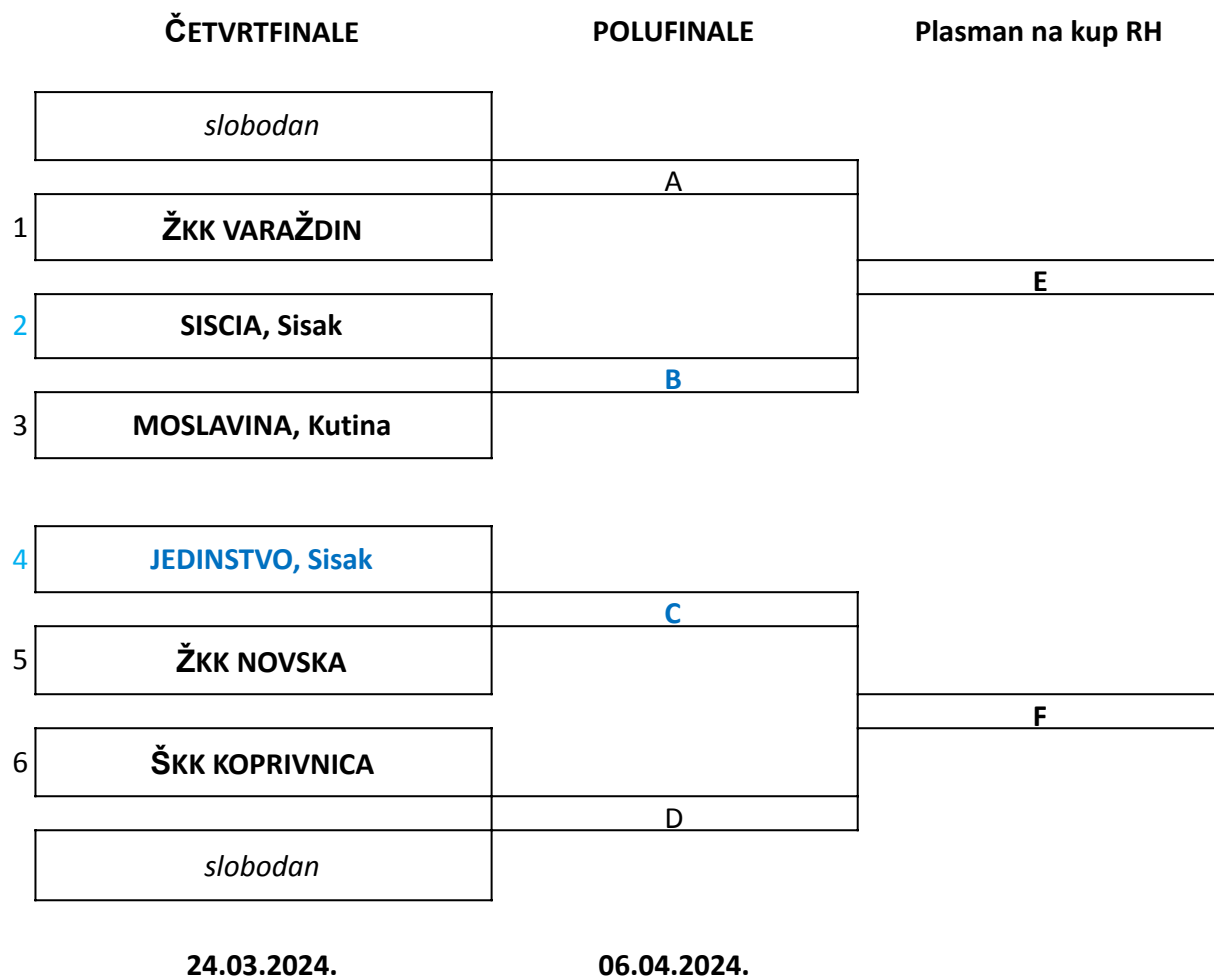 ČETVRTFINALE POLUFINALE Plasman na kup RH
slobodan
A
1 ŽKK VARAŽDIN
E
2 SISCIA, Sisak
B
3 MOSLAVINA, Kutina
4 JEDINSTVO, Sisak
C
5 ŽKK NOVSKA
F
6 ŠKK KOPRIVNICA
D
slobodan
24.03.2024. 06.04.2024.